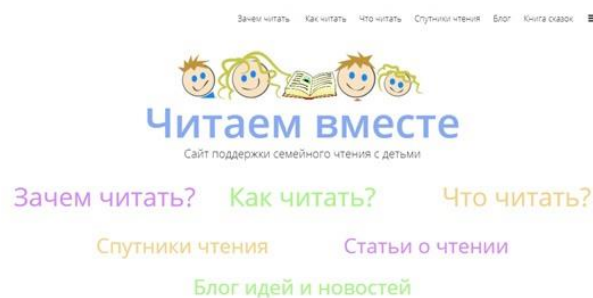 Зачем читать Как читать Что читать Спутники чтения Блог Книга сказок
Читаем вместе
Сайт поддержки семейного чтения с детьми
Зачем читать? Как читать? Что читать?
Спутники чтения Статьи о чтении
Блог идей и новостей